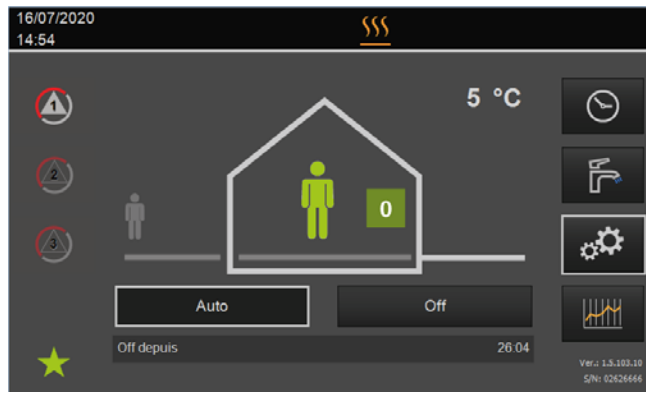 16/07/2020
14:54
5 °C
1
2
3
0
Auto
Off
Off depuis 26:04
Ver.: 1.5.103.10
S/N: 02626666